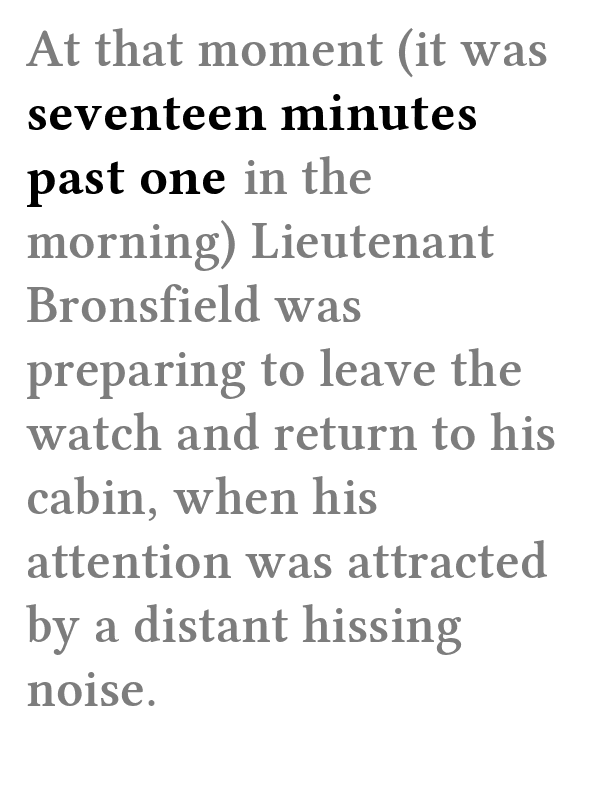 At that moment (it was
seventeen minutes
past one in the
morning) Lieutenant
Bronsfield was
preparing to leave the
watch and return to his
cabin, when his
attention was attracted
by a distant hissing
noise.